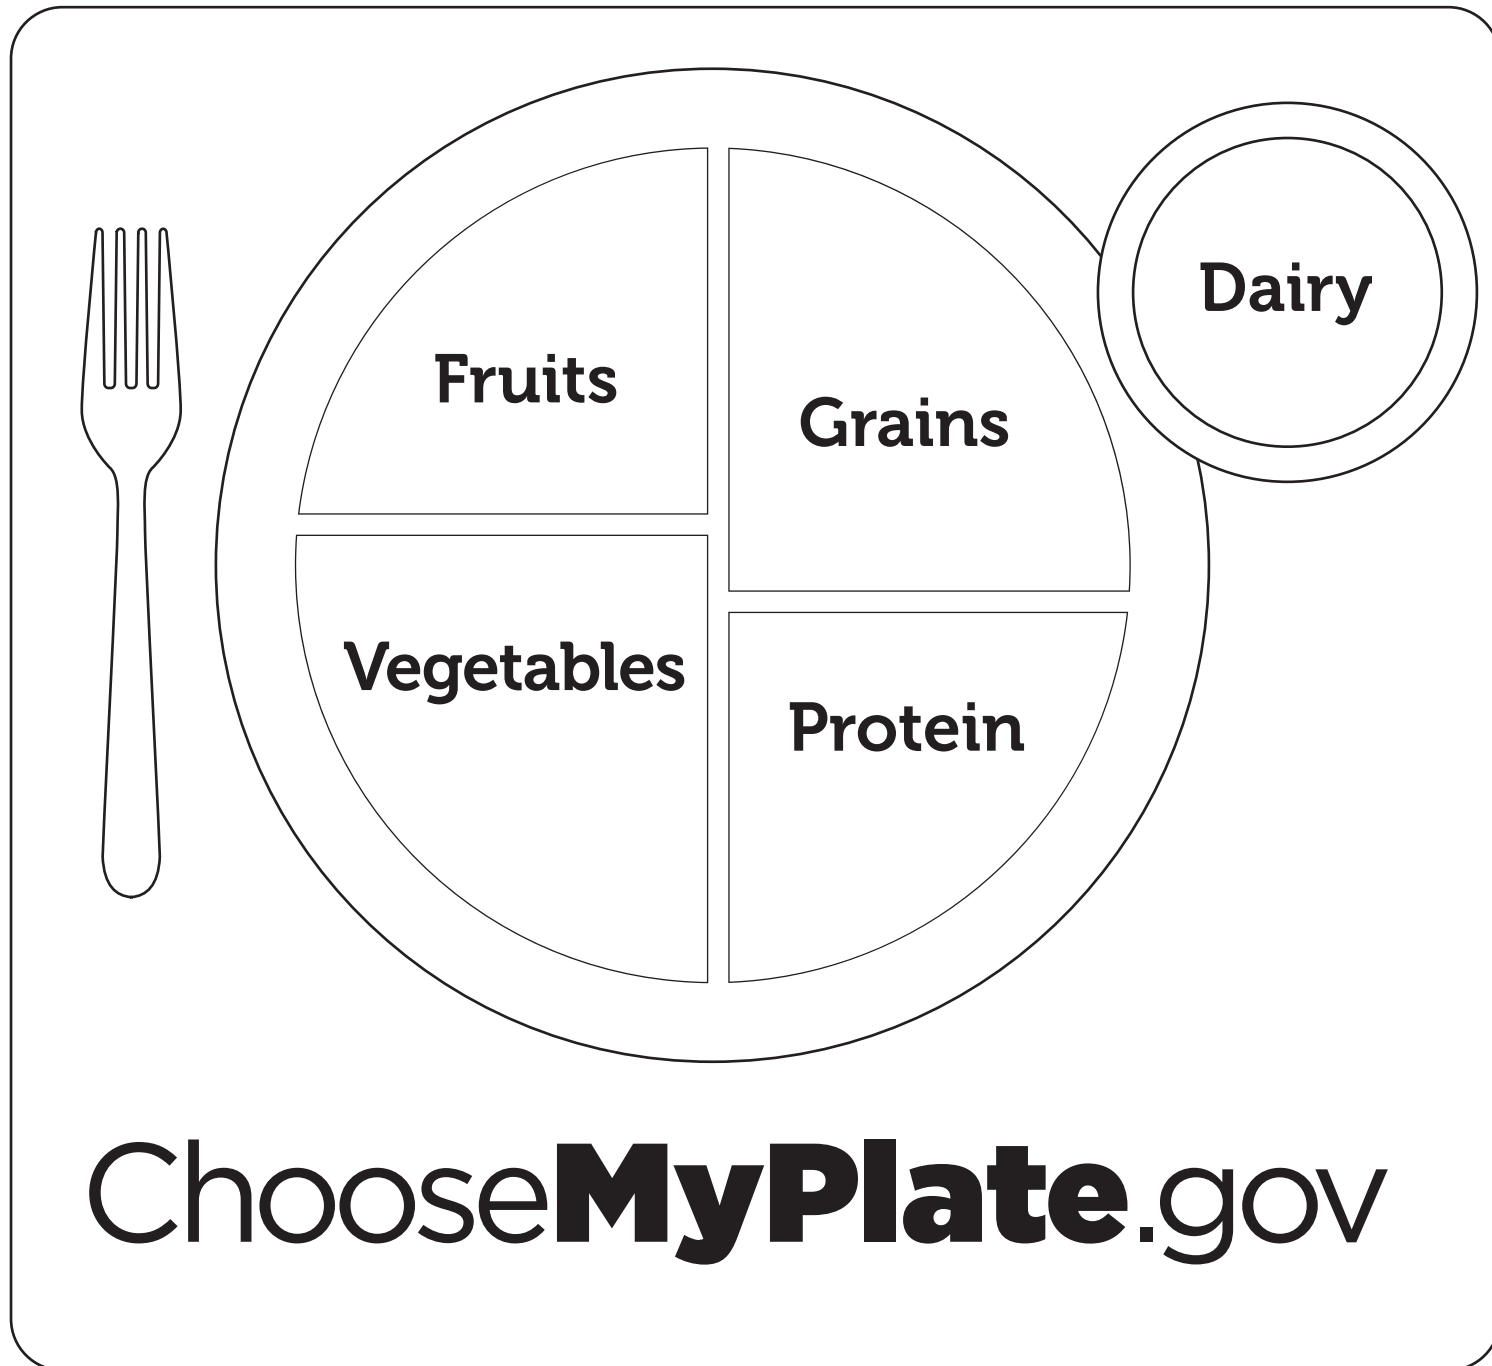 Dairy
Fruits
Grains
Vegetables
Protein
ChooseMyPlate.gov